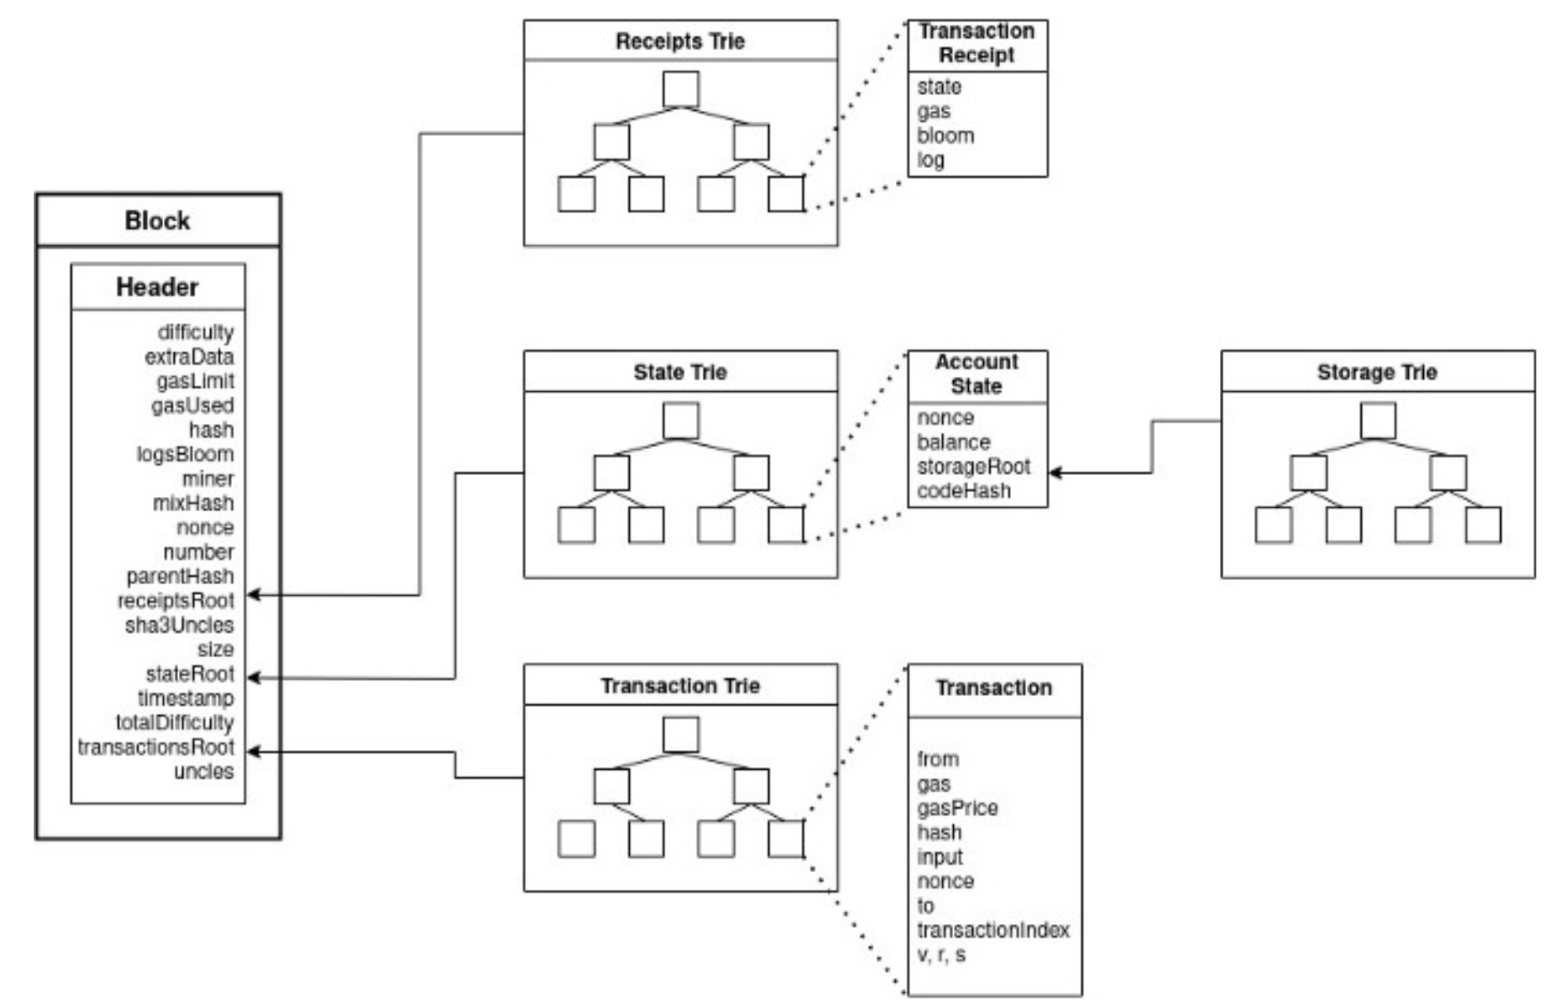 Block
Header
difficulty
extraData
gasLimit
gasUsed
hash
logsBloom
miner
mixHash
nonce
number
parentHash
receiptsRoot
sha3Uncles
size
stateRoot
timestamp
totalDifficulty
transactionsRoot
uncles
Receipts Trie
Transaction
Receipt
state
gas
bloom
log
State Trie
Account
State
nonce
balance
storageRoot
codeHash
Storage Trie
Transaction Trie
Transaction
from
gas
gasPrice
hash
input
nonce
to
transactionIndex
v, r, s